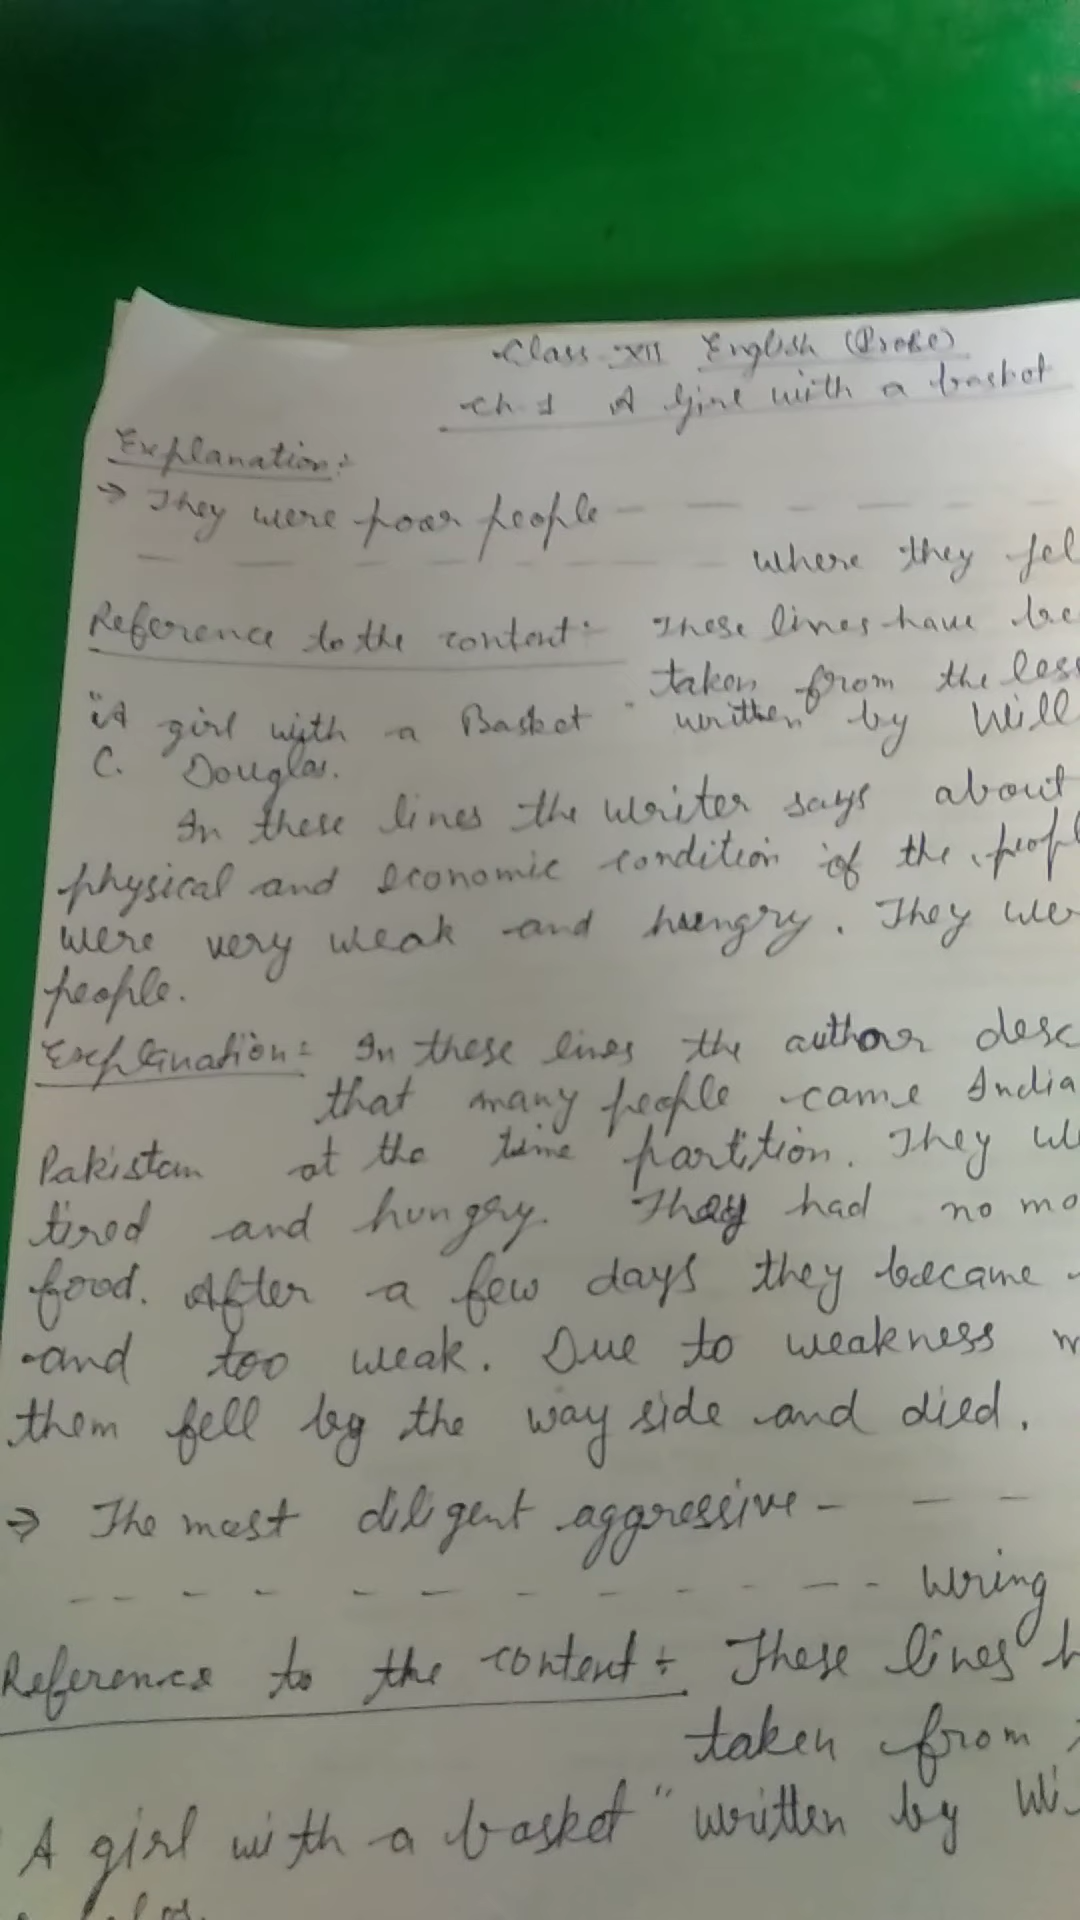 Class XII English (Prose)
Ch 1 A Girl with a basket
Explanation:-
→ They were poor people - - - - -
- - - - - - where they fel
Reference to the content:- These lines have be
taken from the less
"A girl with a Basket" written by Will
C. Douglas.
In these lines the writer says about
physical and economic condition of the peopl
were very weak and hungry. They wer
people.
Explanation:- In these lines the author desc
that many people came India
Pakistan at the time partition. They we
tired and hungry. They had no mo
food. After a few days they became
and too weak. Due to weakness m
them fell by the way side and died.
→ The most diligent aggressive - - -
- - - - - - - - - - - - - wring
Reference to the content:- These lines h
taken from
A girl with a basket" written by Wi